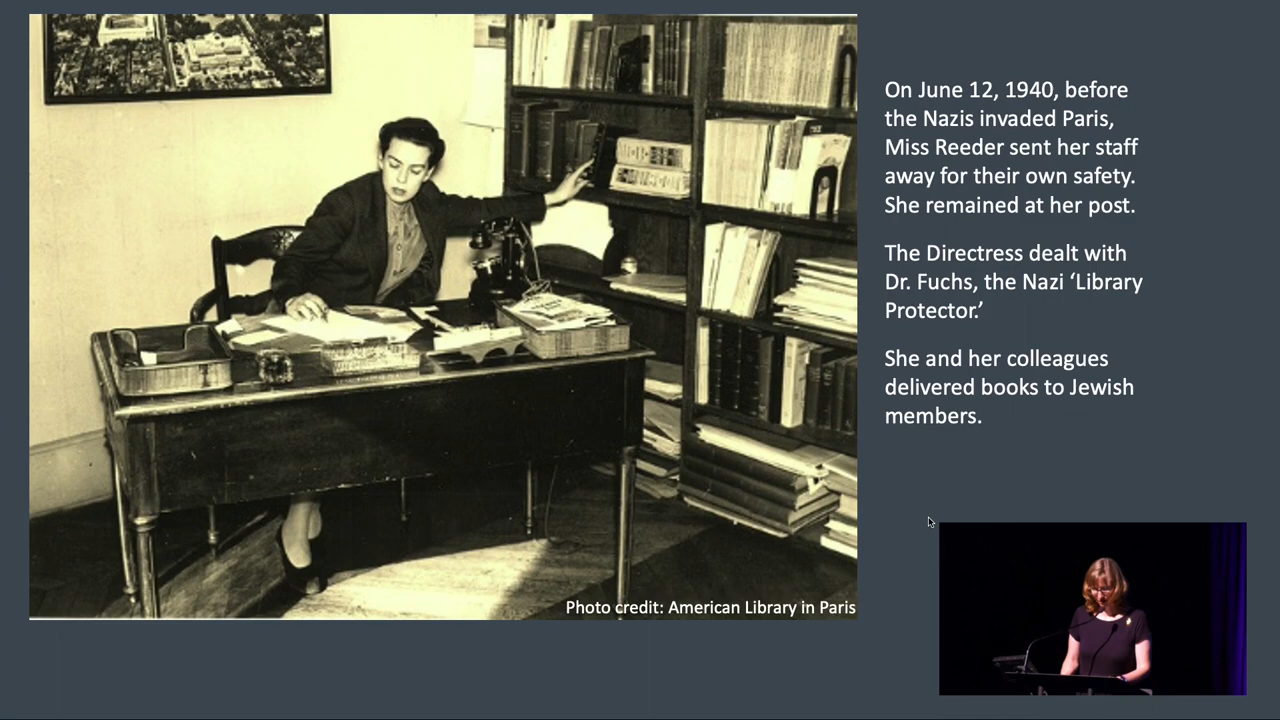 On June 12, 1940, before
the Nazis invaded Paris,
Miss Reeder sent her staff
away for their own safety.
She remained at her post.
The Directress dealt with
Dr. Fuchs, the Nazi ‘Library
Protector.’
She and her colleagues
delivered books to Jewish
members.
Photo credit: American Library in Paris